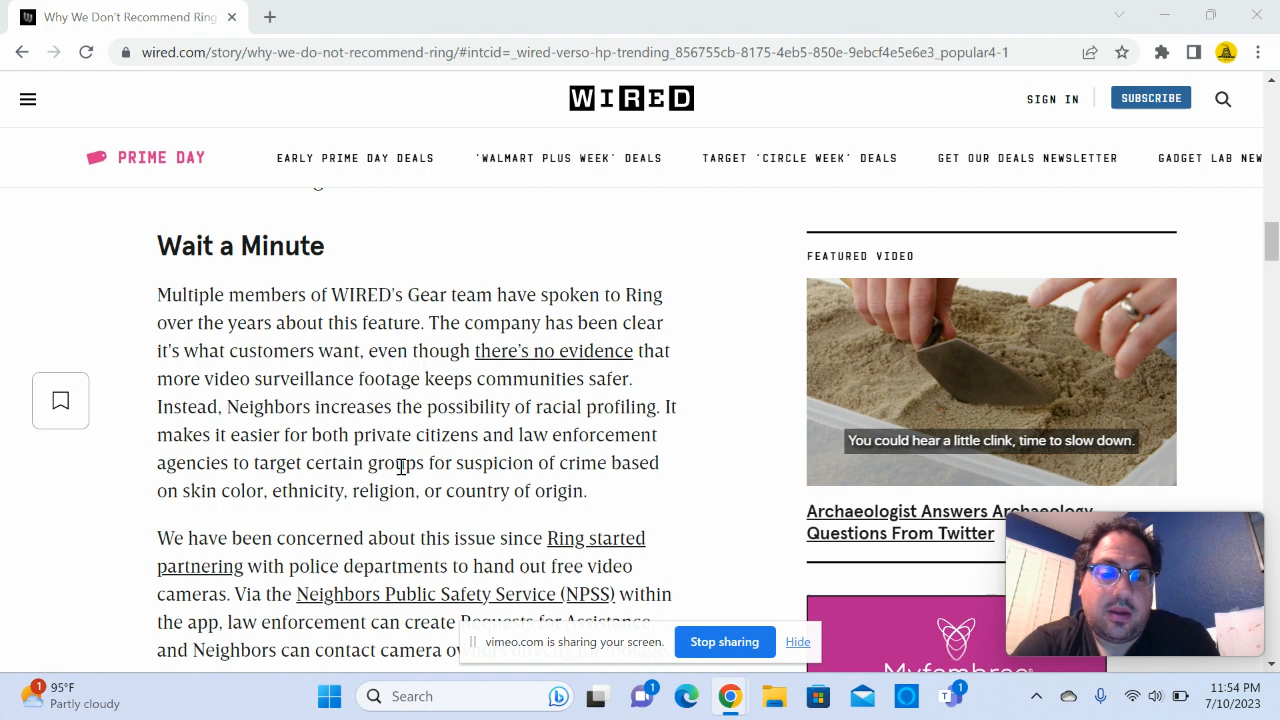 Why We Don't Recommend Ring
wired.com/story/why-we-do-not-recommend-ring/#intcid=_wired-verso-hp-trending_856755cb-8175-4eb5-850e-9ebcf4e5e6e3_popular4-1
WIRED
SIGN IN
SUBSCRIBE
PRIME DAY
EARLY PRIME DAY DEALS
'WALMART PLUS WEEK' DEALS
TARGET 'CIRCLE WEEK' DEALS
GET OUR DEALS NEWSLETTER
GADGET LAB NEW
Wait a Minute
Multiple members of WIRED's Gear team have spoken to Ring
over the years about this feature. The company has been clear
it's what customers want, even though there's no evidence that
more video surveillance footage keeps communities safer.
Instead, Neighbors increases the possibility of racial profiling. It
makes it easier for both private citizens and law enforcement
agencies to target certain groups for suspicion of crime based
on skin color, ethnicity, religion, or country of origin.
We have been concerned about this issue since Ring started
partnering with police departments to hand out free video
cameras. Via the Neighbors Public Safety Service (NPSS) within
the app, law enforcement can create Requests for Assistance,
and Neighbors can contact camera owners directly for footage
FEATURED VIDEO
You could hear a little clink, time to slow down.
Archaeologist Answers Archaeology
Questions From Twitter
Myfembree
vimeo.com is sharing your screen.
Stop sharing
Hide
1
95°F
Partly cloudy
Search
1
1
11:54 PM
7/10/2023